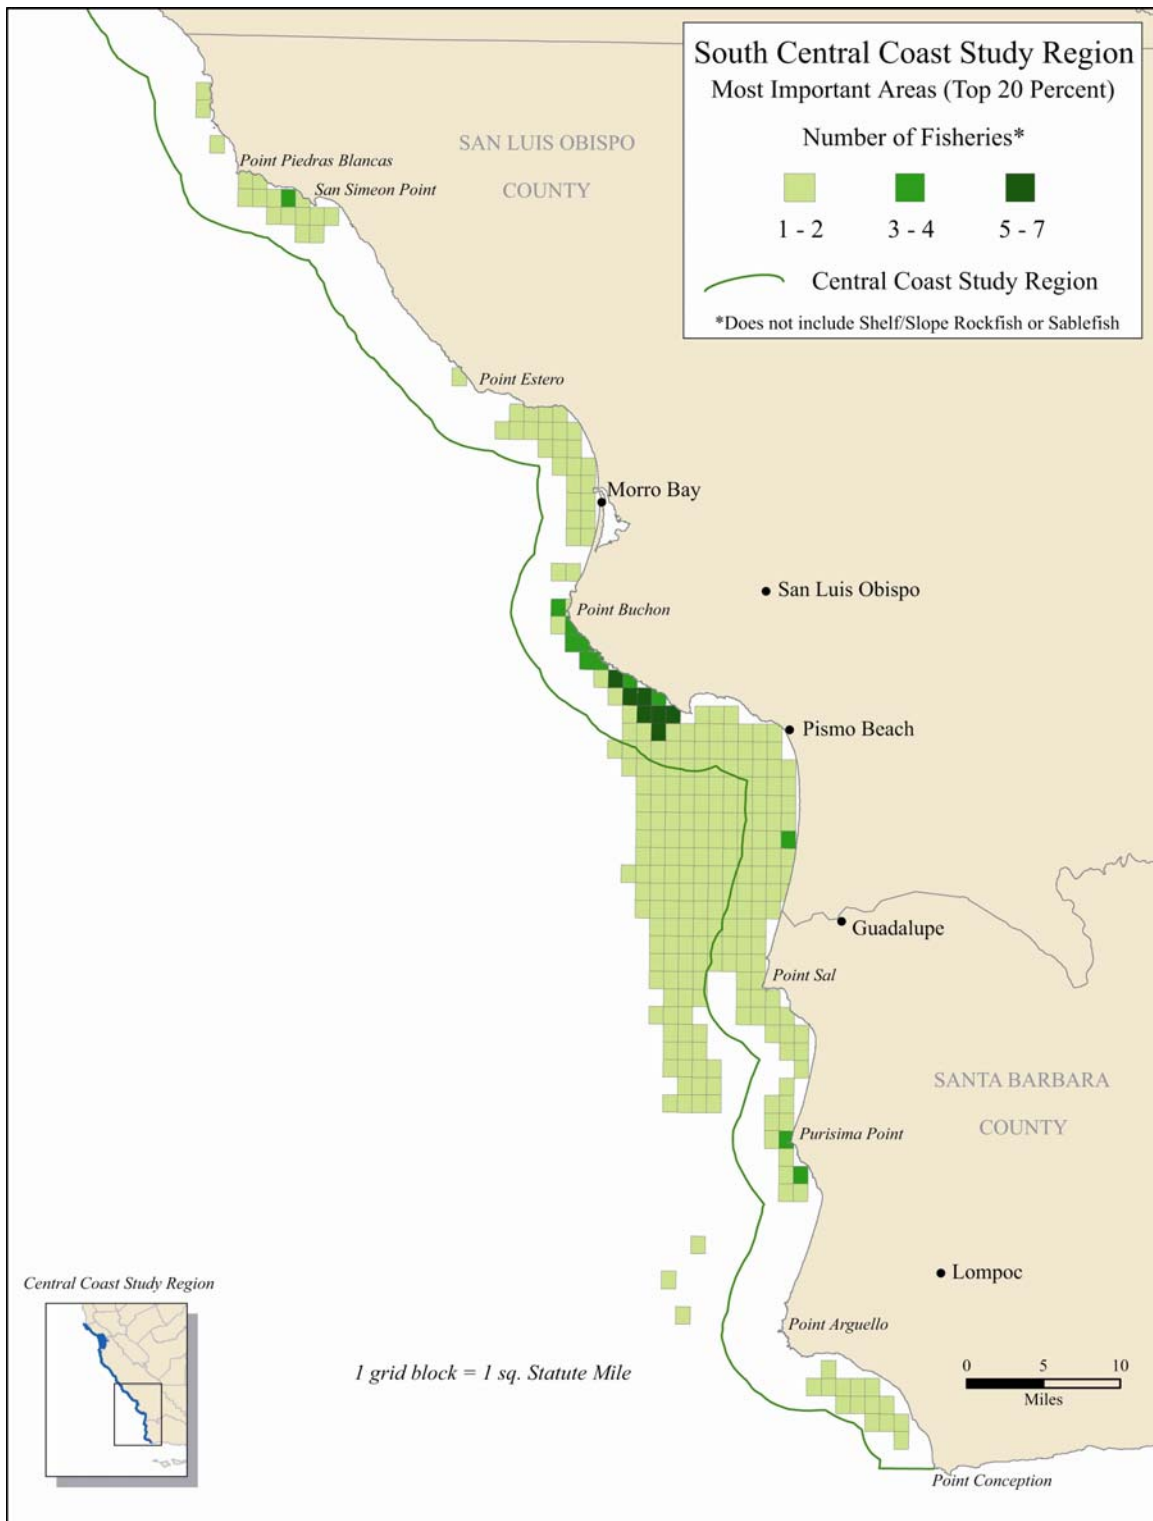 South Central Coast Study Region
Most Important Areas (Top 20 Percent)
Number of Fisheries*
1 - 2
3 - 4
5 - 7
Central Coast Study Region
*Does not include Shelf/Slope Rockfish or Sablefish
SAN LUIS OBISPO
COUNTY
Point Piedras Blancas
San Simeon Point
Point Estero
Morro Bay
San Luis Obispo
Point Buchon
Pismo Beach
Guadalupe
Point Sal
SANTA BARBARA
COUNTY
Purisima Point
Lompoc
Central Coast Study Region
Point Arguello
1 grid block = 1 sq. Statute Mile
0 5 10
Miles
Point Conception